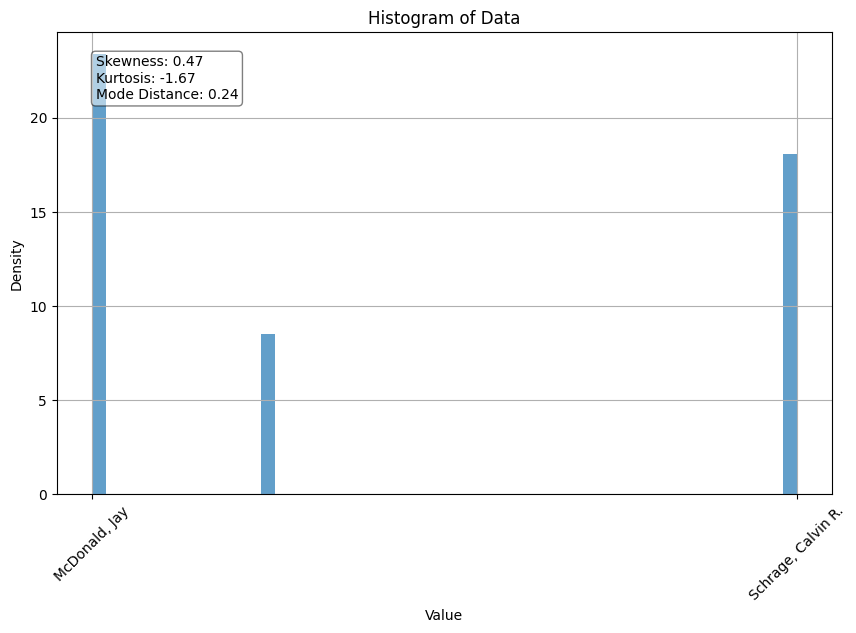 Histogram of Data
Skewness: 0.47
Kurtosis: -1.67
Mode Distance: 0.24
20
15
10
5
0
Density
McDonald, Jay
Schrage, Calvin R.
Value